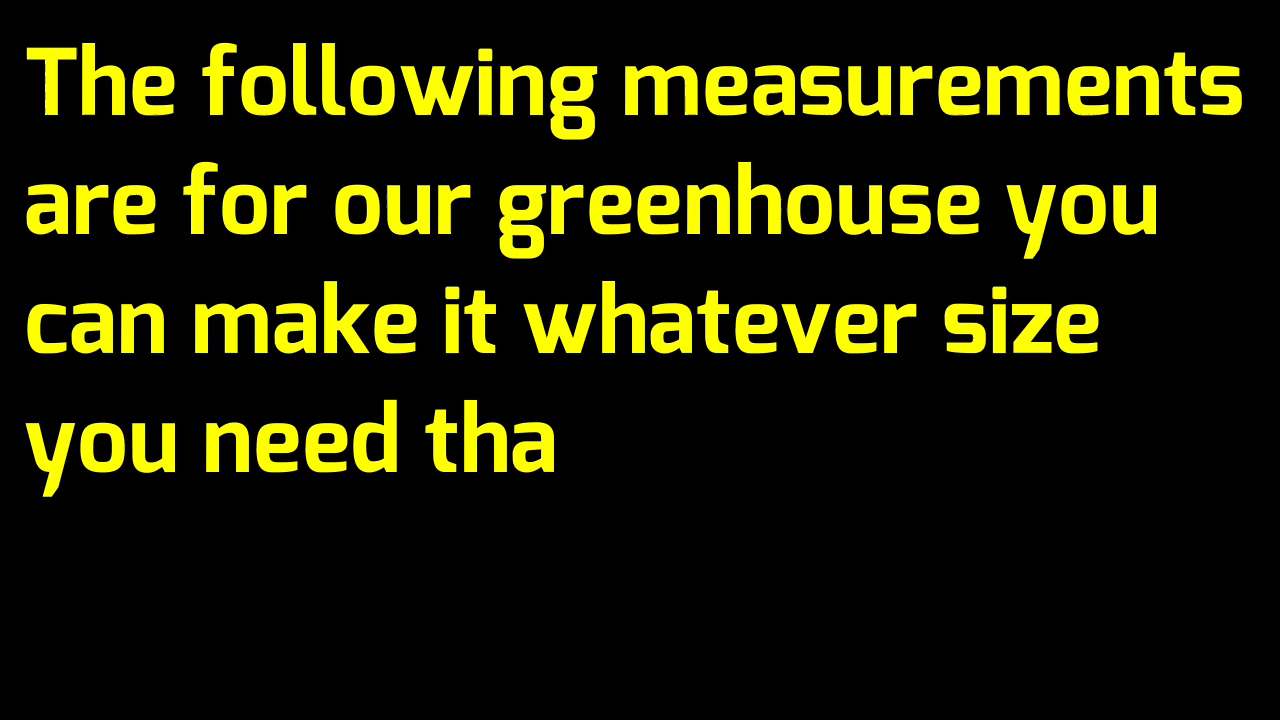 The following measurements
are for our greenhouse you
can make it whatever size
you need tha